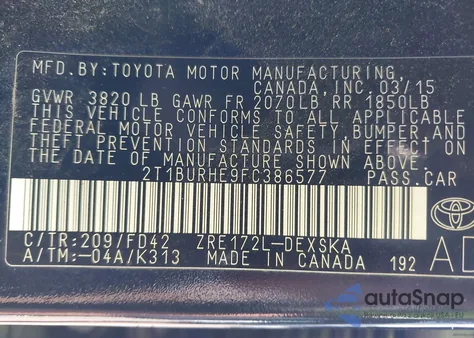 MFD. BY: TOYOTA MOTOR MANUFACTURING,
CANADA, INC. 03/15
GVWR 3820 LB GAWR FR 2070LB, RR 1850LB
THIS VEHICLE CONFORMS TO ALL APPLICABLE
FEDERAL MOTOR VEHICLE SAFETY, BUMPER, AND
THEFT PREVENTION STANDARDS IN EFFECT ON
THE DATE OF MANUFACTURE SHOWN ABOVE.
2T1BURHE9FC386577 PASS.CAR
C/TR: 209/FD42 ZRE172L-DEXSKA
A/TM: -04A/K313 MADE IN CANADA 192
TOYOTA
autoSnap